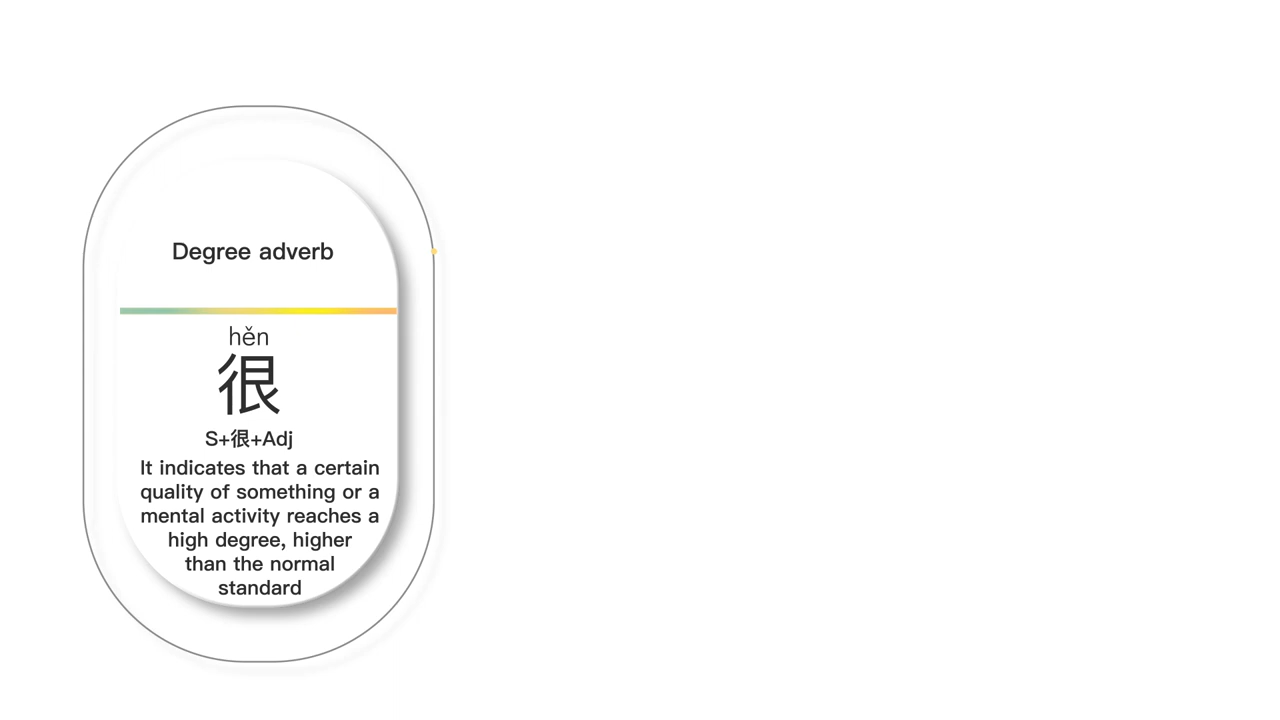 Degree adverb
hěn
很
S+很+Adj
It indicates that a certain
quality of something or a
mental activity reaches a
high degree, higher
than the normal
standard